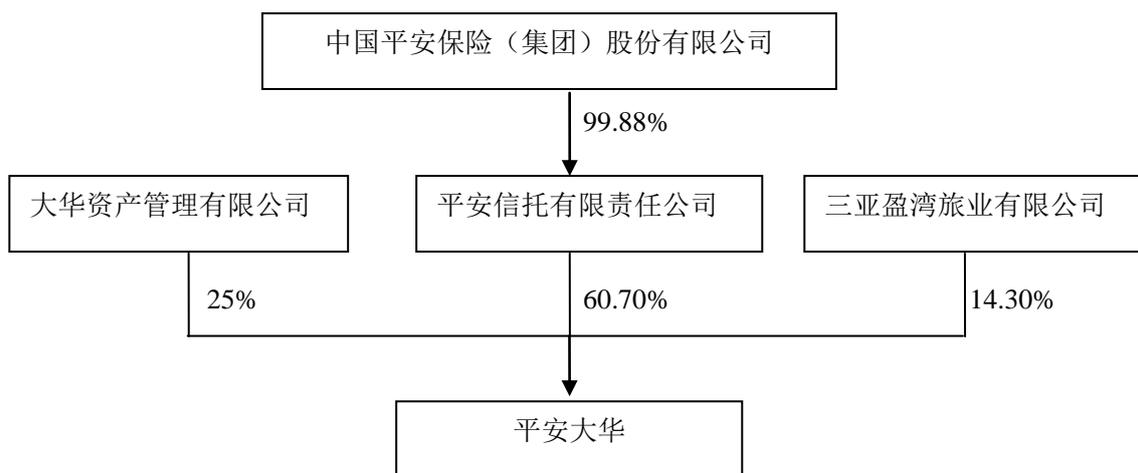 中国平安保险（集团）股份有限公司
99.88%
大华资产管理有限公司
平安信托有限责任公司
三亚盈湾旅业有限公司
25%
60.70%
14.30%
平安大华